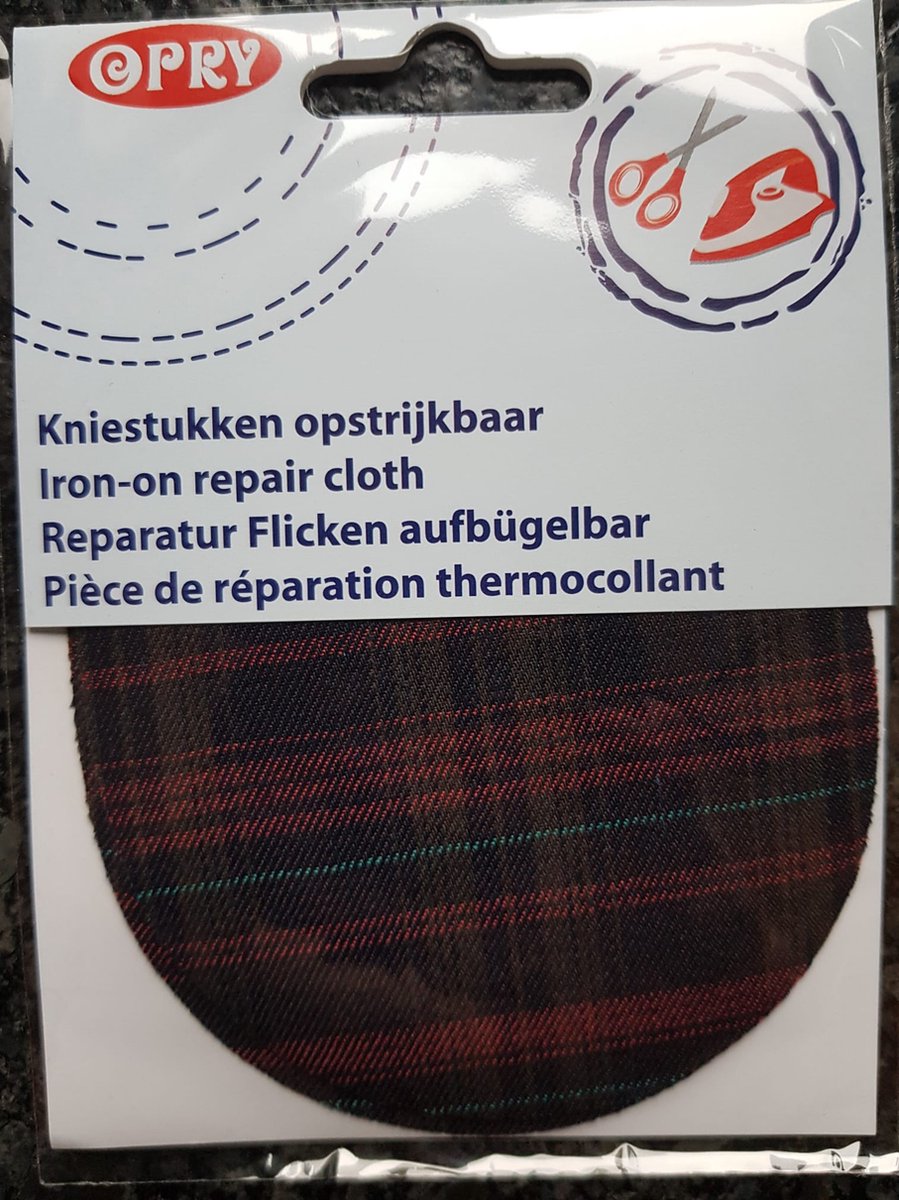 OPRY
Kniestukken opstrijkbaar
Iron-on repair cloth
Reparatur Flicken aufbügelbar
Pièce de réparation thermocollant